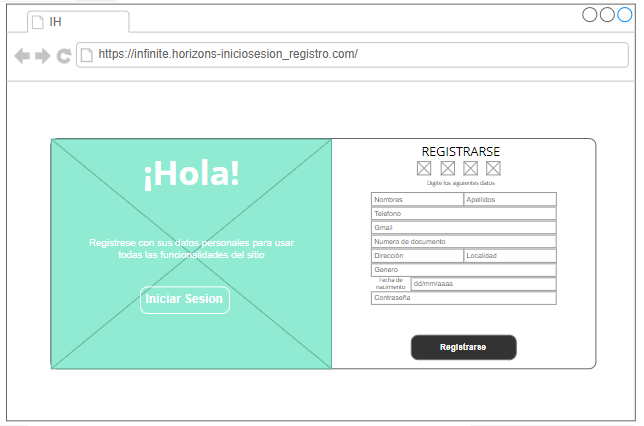 IH
https://infinite.horizons-iniciosesion_registro.com/
¡Hola!
Registrese con sus datos personales para usar
todas las funcionalidades del sitio
Iniciar Sesion
REGISTRARSE
Digite los siguientes datos
Nombres Apellidos
Telefono
Gmail
Numero de documento
Dirección Localidad
Genero
Fecha de
nacimiento dd/mm/aaaa
Contraseña
Registrarse